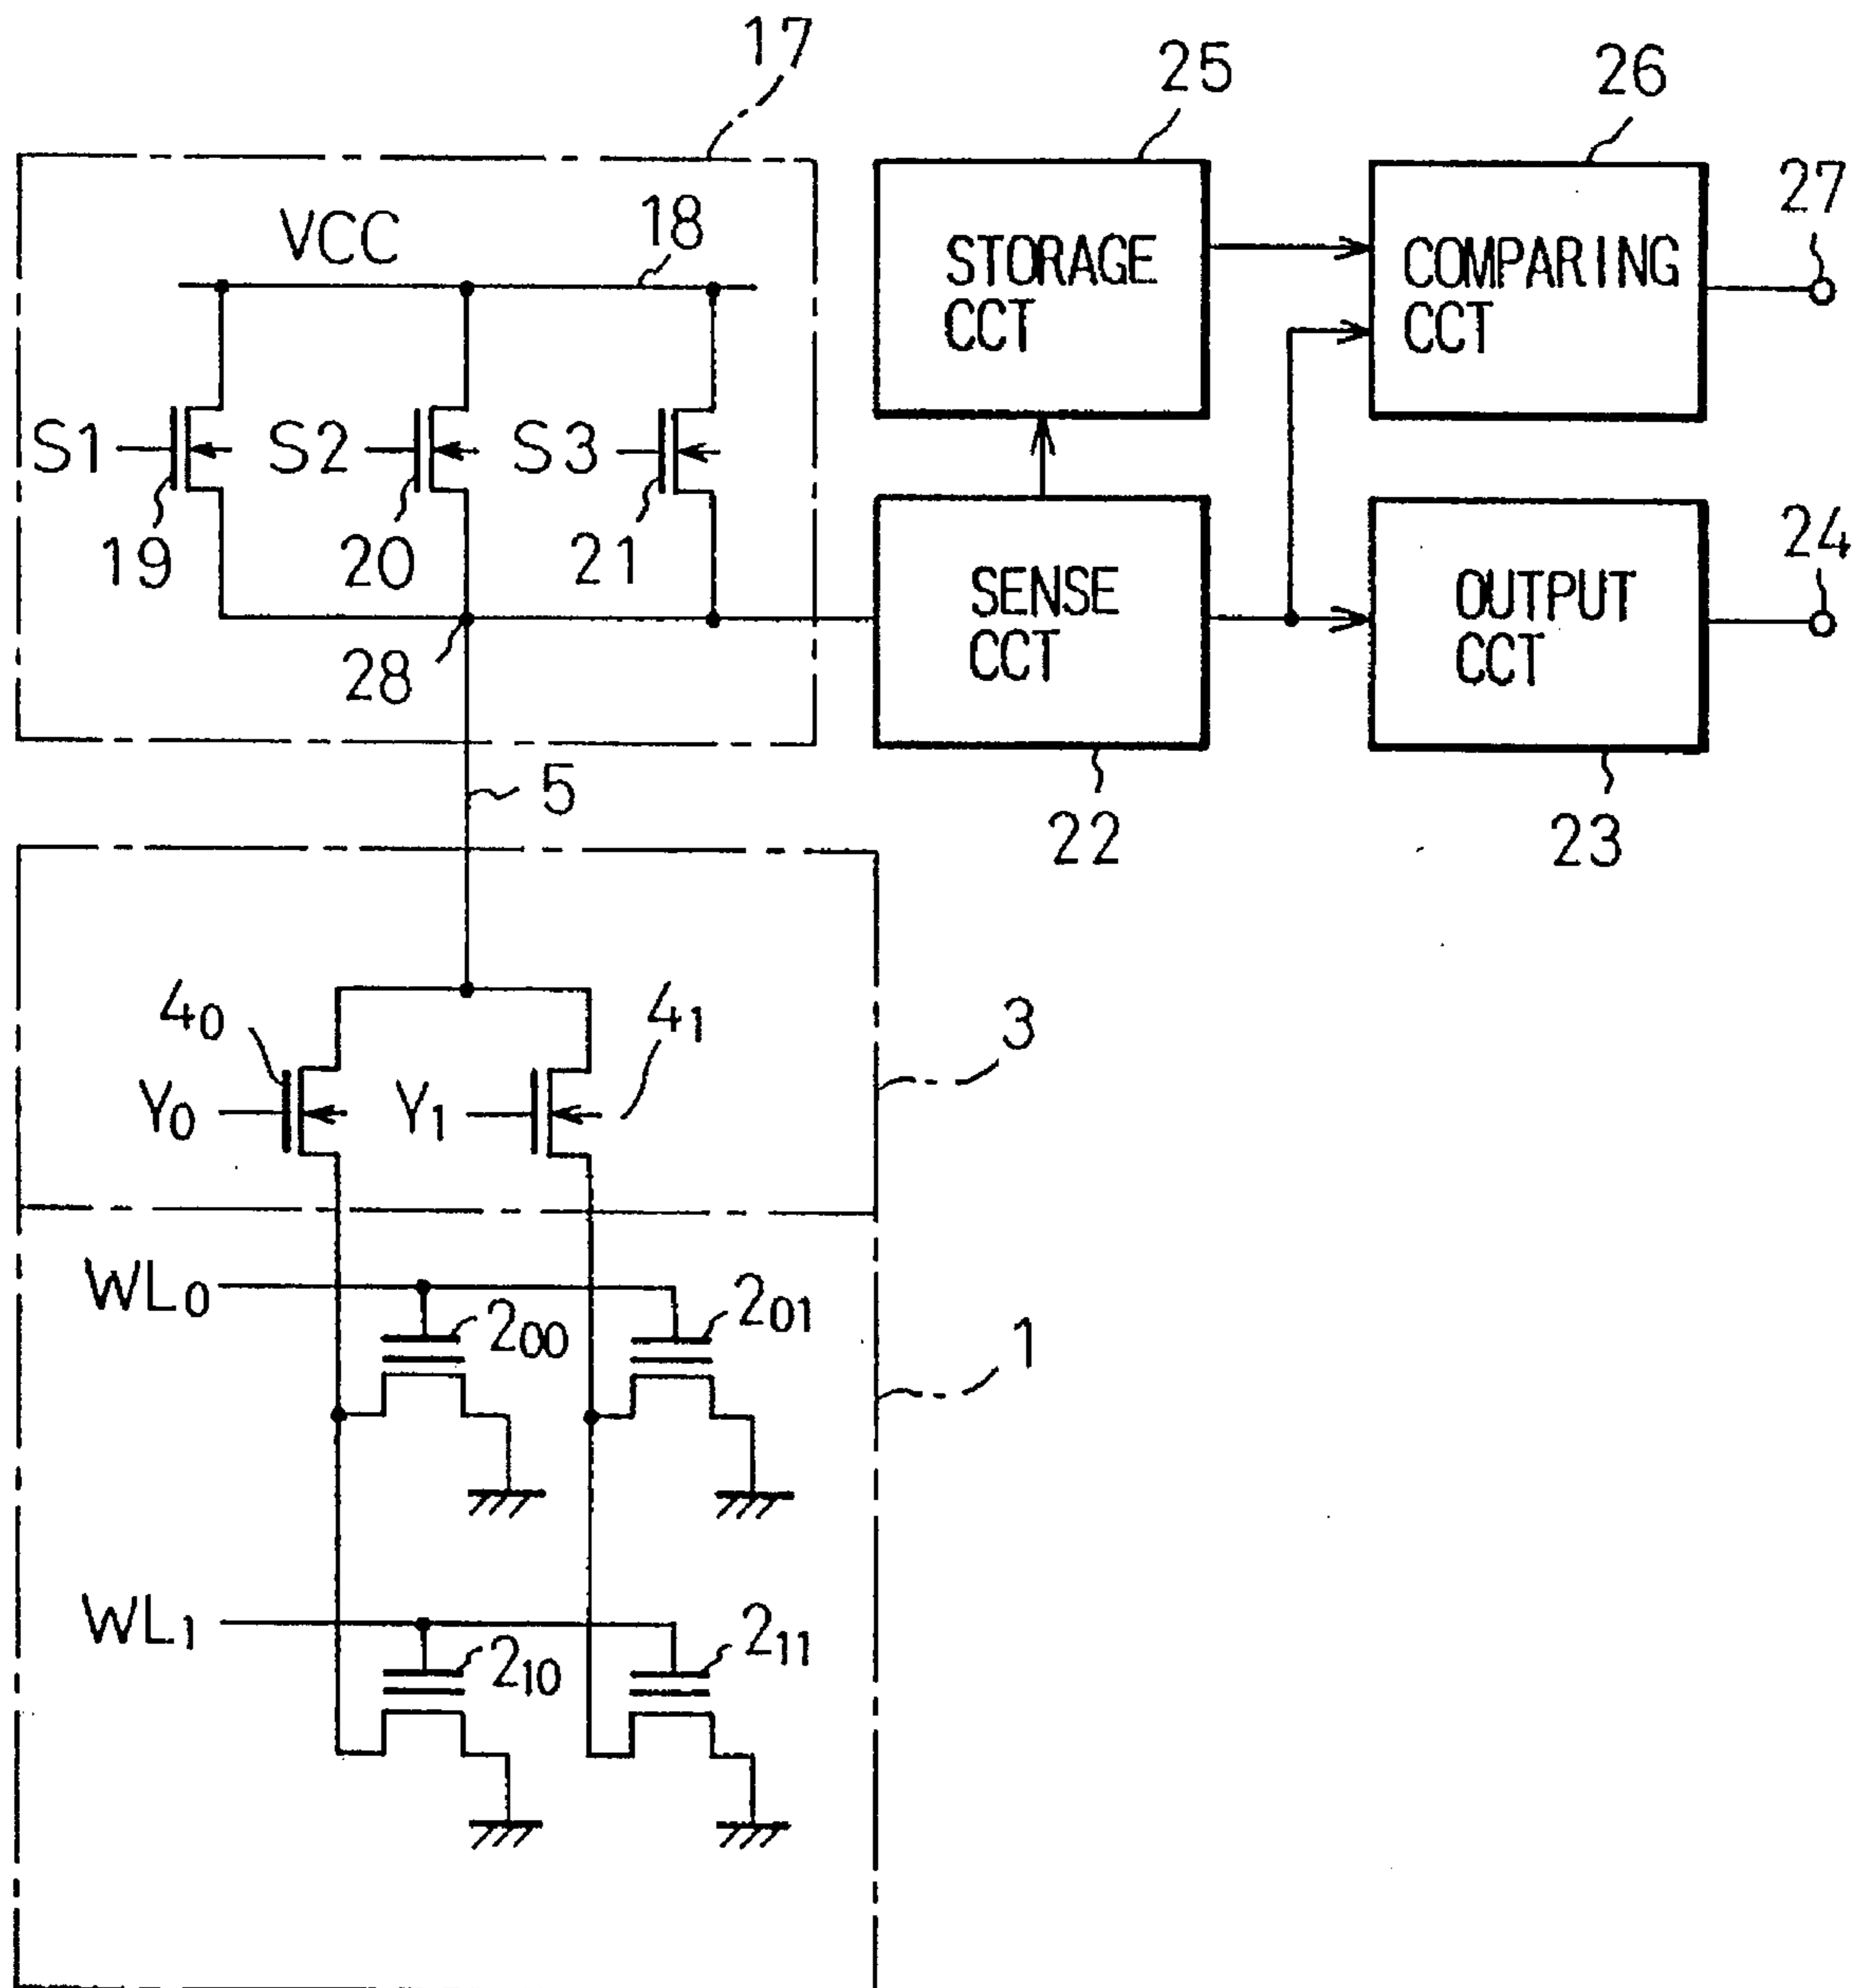 17
25
26
27
VCC
18
STORAGE
CCT
COMPARING
CCT
S1
S2
S3
19
20
21
24
SENSE
CCT
OUTPUT
CCT
28
5
22
23
4₀
4₁
3
Y₀
Y₁
WL₀
2₀₀
2₀₁
1
WL₁
2₁₀
2₁₁